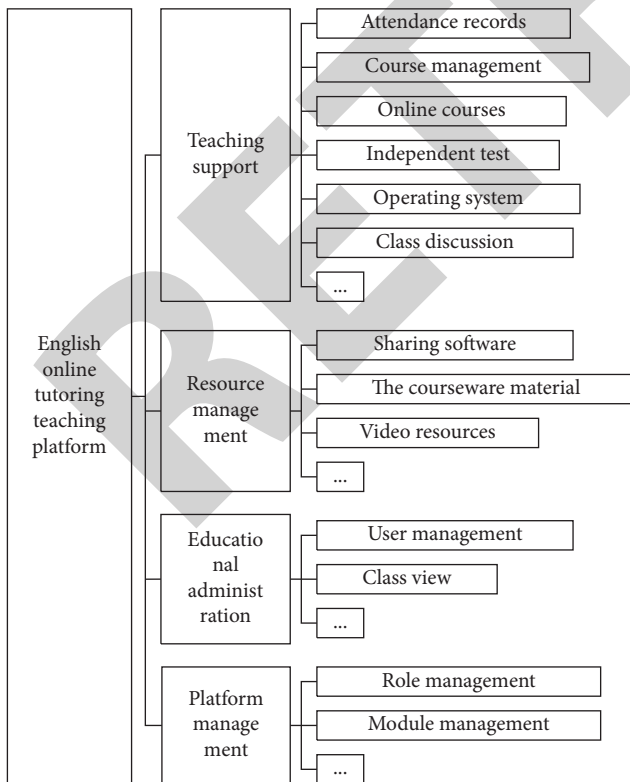 English
online
tutoring
teaching
platform
Teaching
support
Attendance records
Course management
Online courses
Independent test
Operating system
Class discussion
...
Resource
manage
ment
Sharing software
The courseware material
Video resources
...
Educatio
nal
administ
ration
User management
Class view
...
Platform
manage
ment
Role management
Module management
...